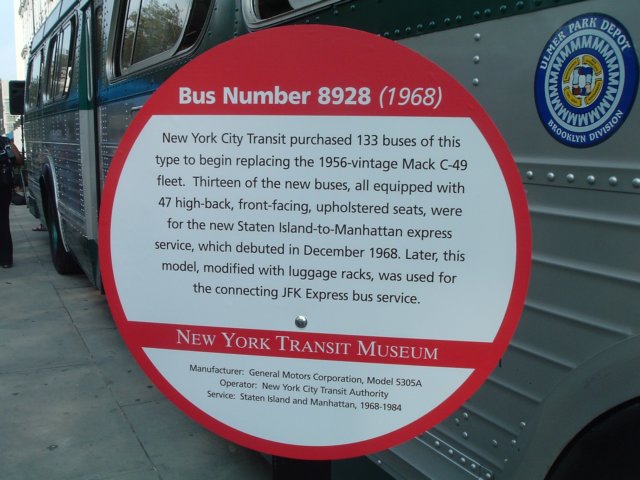 Bus Number 8928 (1968)
New York City Transit purchased 133 buses of this
type to begin replacing the 1956-vintage Mack C-49
fleet. Thirteen of the new buses, all equipped with
47 high-back, front-facing, upholstered seats, were
for the new Staten Island-to-Manhattan express
service, which debuted in December 1968. Later, this
model, modified with luggage racks, was used for
the connecting JFK Express bus service.
NEW YORK TRANSIT MUSEUM
Manufacturer: General Motors Corporation, Model 5305A
Operator: New York City Transit Authority
Service: Staten Island and Manhattan, 1968-1984
ULMER PARK DEPOT
BROOKLYN DIVISION